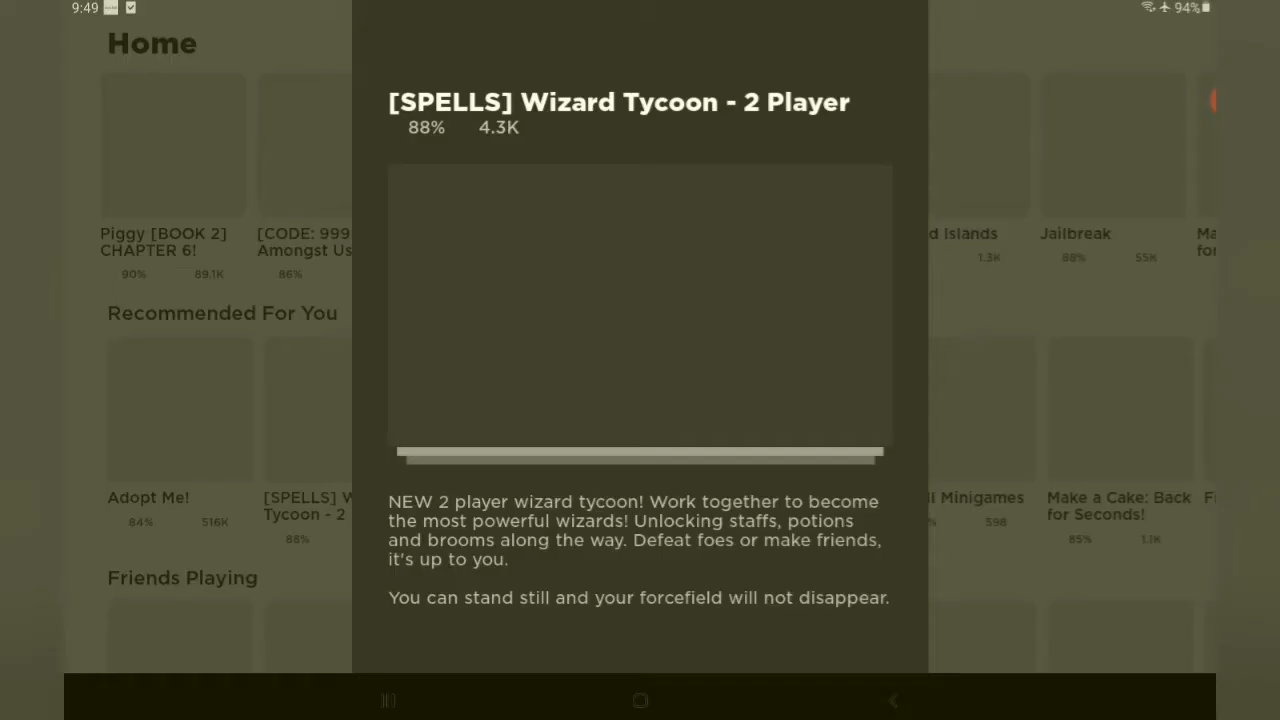 9:49
94%
Home
[SPELLS] Wizard Tycoon - 2 Player
88% 4.3K
Piggy [BOOK 2]
CHAPTER 6!
90% 89.1K
[CODE: 999
Amongst Us
86%
d Islands
1.3K
Jailbreak
88% 55K
Ma
for
Recommended For You
Adopt Me!
84% 516K
[SPELLS] W
Tycoon - 2
88%
ll Minigames
% 598
Make a Cake: Back
for Seconds!
85% 1.1K
F
NEW 2 player wizard tycoon! Work together to become
the most powerful wizards! Unlocking staffs, potions
and brooms along the way. Defeat foes or make friends,
it's up to you.
You can stand still and your forcefield will not disappear.
Friends Playing